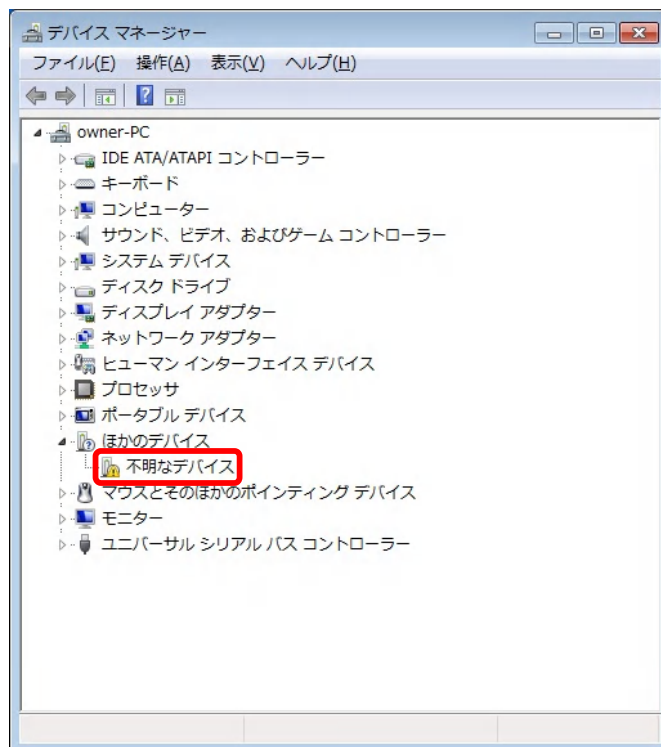 デバイス マネージャー
ファイル(F) 操作(A) 表示(V) ヘルプ(H)
owner-PC
IDE ATA/ATAPI コントローラー
キーボード
コンピューター
サウンド、ビデオ、およびゲーム コントローラー
システム デバイス
ディスク ドライブ
ディスプレイ アダプター
ネットワーク アダプター
ヒューマン インターフェイス デバイス
プロセッサ
ポータブル デバイス
ほかのデバイス
不明なデバイス
マウスとそのほかのポインティング デバイス
モニター
ユニバーサル シリアル バス コントローラー